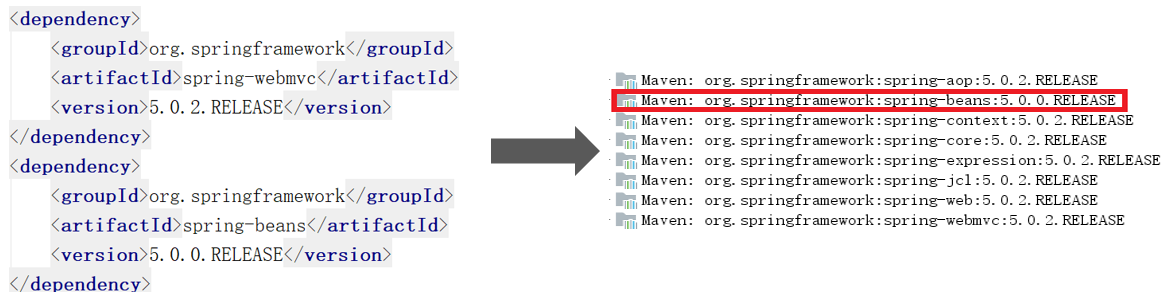 <dependency>
<groupId>org.springframework</groupId>
<artifactId>spring-webmvc</artifactId>
<version>5.0.2.RELEASE</version>
</dependency>
<dependency>
<groupId>org.springframework</groupId>
<artifactId>spring-beans</artifactId>
<version>5.0.0.RELEASE</version>
</dependency>
Maven: org.springframework:spring-aop:5.0.2.RELEASE
Maven: org.springframework:spring-beans:5.0.0.RELEASE
Maven: org.springframework:spring-context:5.0.2.RELEASE
Maven: org.springframework:spring-core:5.0.2.RELEASE
Maven: org.springframework:spring-expression:5.0.2.RELEASE
Maven: org.springframework:spring-jcl:5.0.2.RELEASE
Maven: org.springframework:spring-web:5.0.2.RELEASE
Maven: org.springframework:spring-webmvc:5.0.2.RELEASE